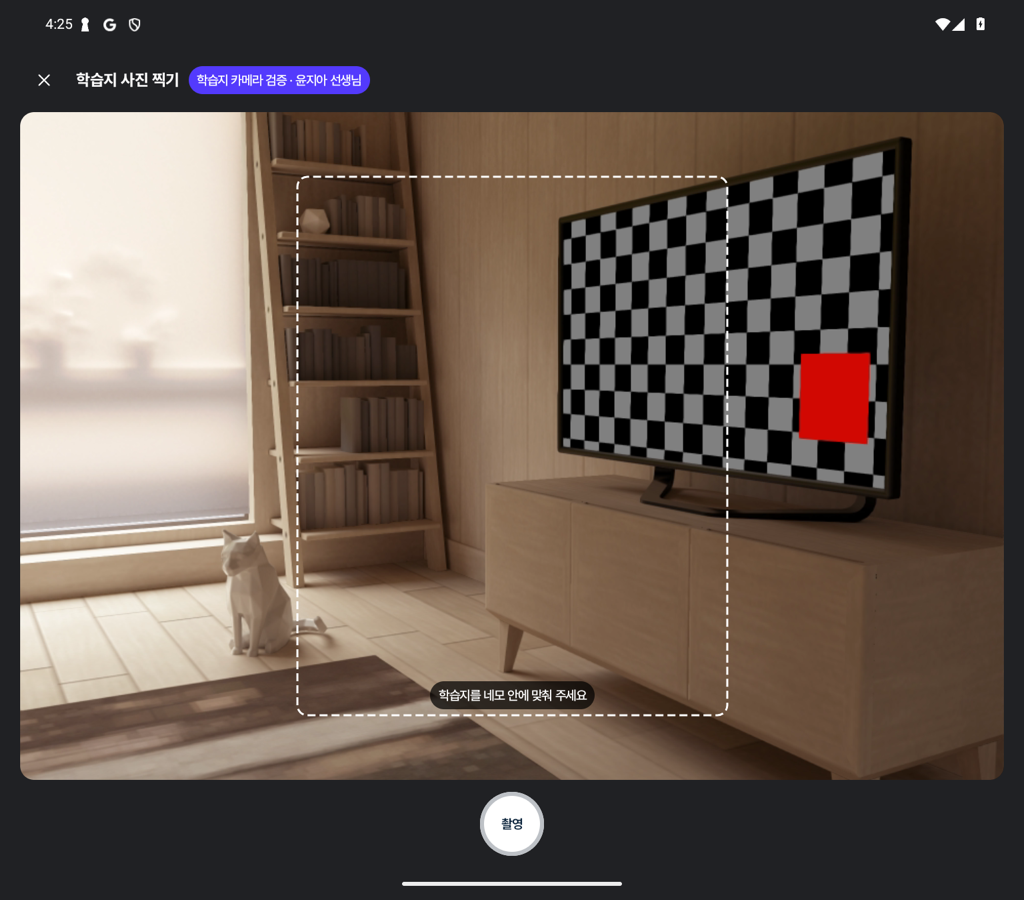 4:25
학습지 사진 찍기
학습지 카메라 검증 · 윤지아 선생님
학습지를 네모 안에 맞춰 주세요
촬영